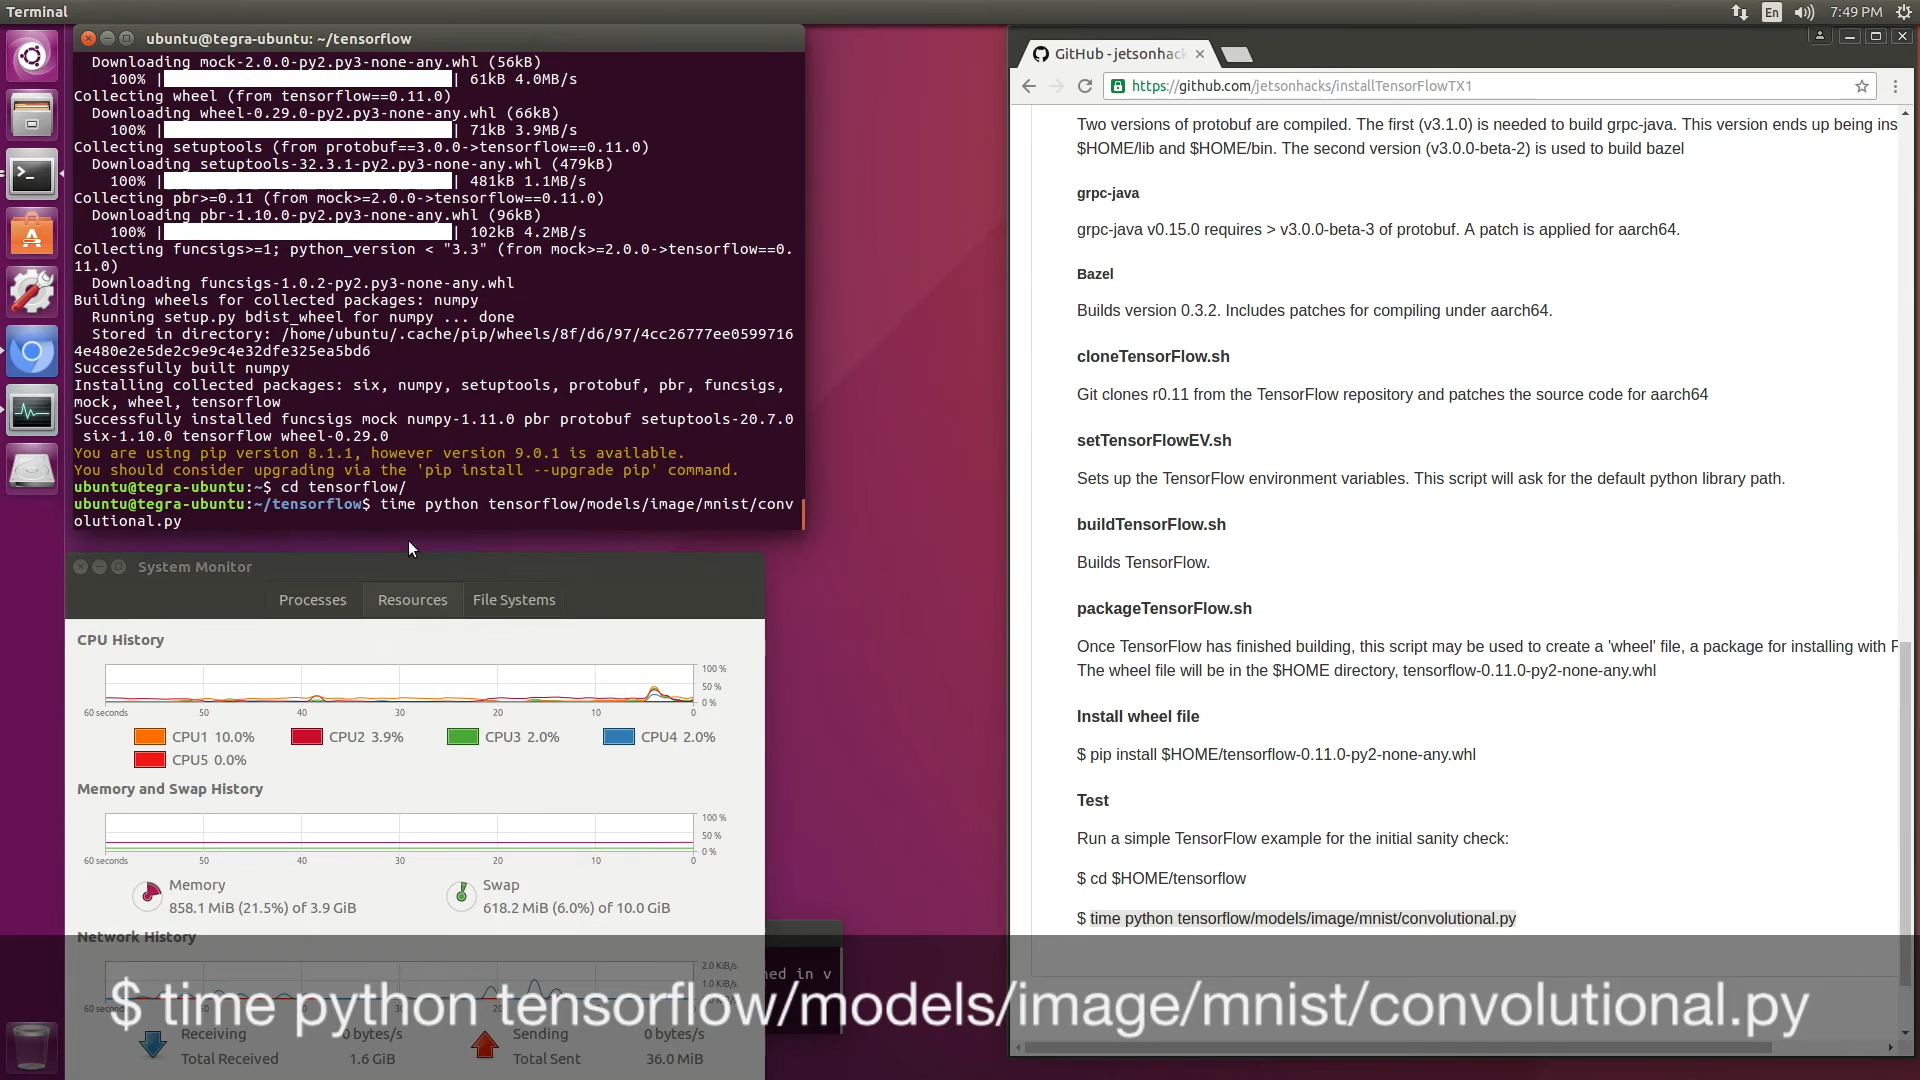 Terminal
En
7:49 PM
ubuntu@tegra-ubuntu: ~/tensorflow
Downloading mock-2.0.0-py2.py3-none-any.whl (56kB)
100% | | 61kB 4.0MB/s
Collecting wheel (from tensorflow==0.11.0)
Downloading wheel-0.29.0-py2.py3-none-any.whl (66kB)
100% | | 71kB 3.9MB/s
Collecting setuptools (from protobuf==3.0.0->tensorflow==0.11.0)
Downloading setuptools-32.3.1-py2.py3-none-any.whl (479kB)
100% | | 481kB 1.1MB/s
Collecting pbr>=0.11 (from mock>=2.0.0->tensorflow==0.11.0)
Downloading pbr-1.10.0-py2.py3-none-any.whl (96kB)
100% | | 102kB 4.2MB/s
Collecting funcsigs>=1; python_version < "3.3" (from mock>=2.0.0->tensorflow==0.
11.0)
Downloading funcsigs-1.0.2-py2.py3-none-any.whl
Building wheels for collected packages: numpy
Running setup.py bdist_wheel for numpy ... done
Stored in directory: /home/ubuntu/.cache/pip/wheels/8f/d6/97/4cc26777ee0599716
4e480e2e5de2c9e9c4e32dfe325ea5bd6
Successfully built numpy
Installing collected packages: six, numpy, setuptools, protobuf, pbr, funcsigs,
mock, wheel, tensorflow
Successfully installed funcsigs mock numpy-1.11.0 pbr protobuf setuptools-20.7.0
six-1.10.0 tensorflow wheel-0.29.0
You are using pip version 8.1.1, however version 9.0.1 is available.
You should consider upgrading via the 'pip install --upgrade pip' command.
ubuntu@tegra-ubuntu:~$ cd tensorflow/
ubuntu@tegra-ubuntu:~/tensorflow$ time python tensorflow/models/image/mnist/conv
olutional.py
System Monitor
Processes Resources File Systems
CPU History
100 %
50 %
0 %
60 seconds 50 40 30 20 10 0
CPU1 10.0% CPU2 3.9% CPU3 2.0% CPU4 2.0%
CPU5 0.0%
Memory and Swap History
100 %
50 %
0 %
60 seconds 50 40 30 20 10 0
Memory
858.1 MiB (21.5%) of 3.9 GiB
Swap
618.2 MiB (6.0%) of 10.0 GiB
Network History
2.0 KiB/s
1.0 KiB/s
60 seconds
Receiving 0 bytes/s
Total Received 1.6 GiB
Sending 0 bytes/s
Total Sent 36.0 MiB
ned in v
GitHub - jetsonhack
https://github.com/jetsonhacks/installTensorFlowTX1
Two versions of protobuf are compiled. The first (v3.1.0) is needed to build grpc-java. This version ends up being ins
$HOME/lib and $HOME/bin. The second version (v3.0.0-beta-2) is used to build bazel
grpc-java
grpc-java v0.15.0 requires > v3.0.0-beta-3 of protobuf. A patch is applied for aarch64.
Bazel
Builds version 0.3.2. Includes patches for compiling under aarch64.
cloneTensorFlow.sh
Git clones r0.11 from the TensorFlow repository and patches the source code for aarch64
setTensorFlowEV.sh
Sets up the TensorFlow environment variables. This script will ask for the default python library path.
buildTensorFlow.sh
Builds TensorFlow.
packageTensorFlow.sh
Once TensorFlow has finished building, this script may be used to create a 'wheel' file, a package for installing with P
The wheel file will be in the $HOME directory, tensorflow-0.11.0-py2-none-any.whl
Install wheel file
$ pip install $HOME/tensorflow-0.11.0-py2-none-any.whl
Test
Run a simple TensorFlow example for the initial sanity check:
$ cd $HOME/tensorflow
$ time python tensorflow/models/image/mnist/convolutional.py
$ time python tensorflow/models/image/mnist/convolutional.py